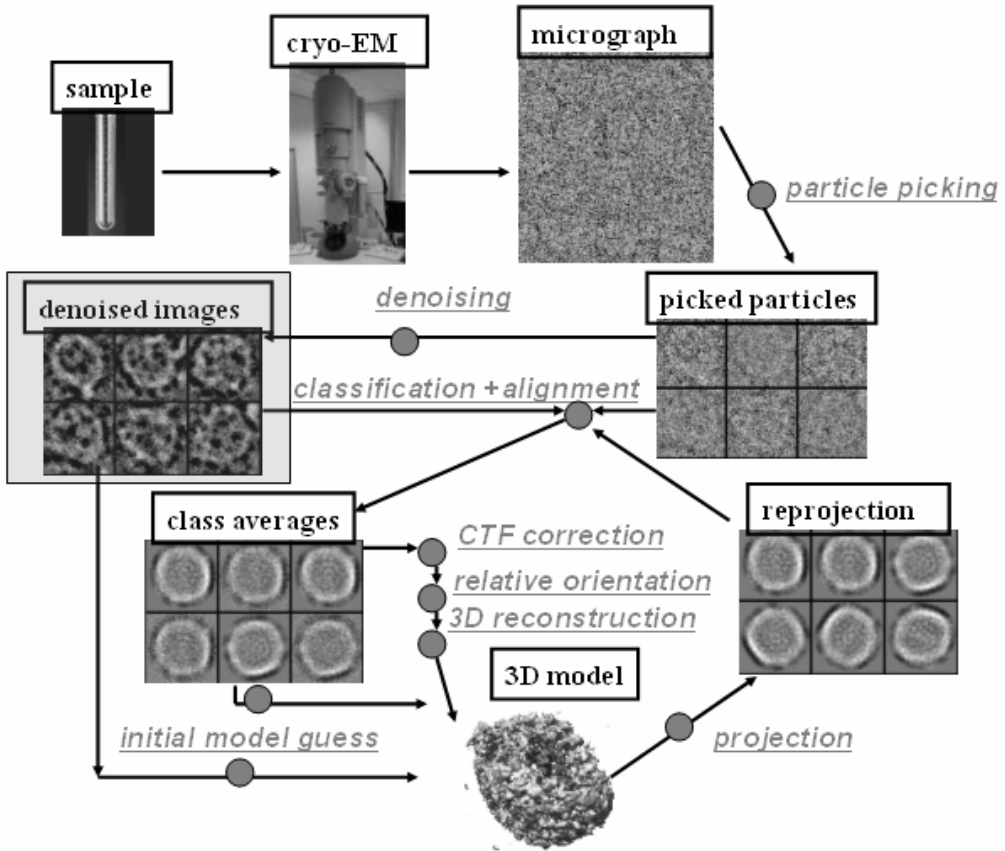 sample
cryo-EM
micrograph
particle picking
denoised images
denoising
picked particles
classification +alignment
class averages
CTF correction
relative orientation
3D reconstruction
reprojection
3D model
initial model guess
projection